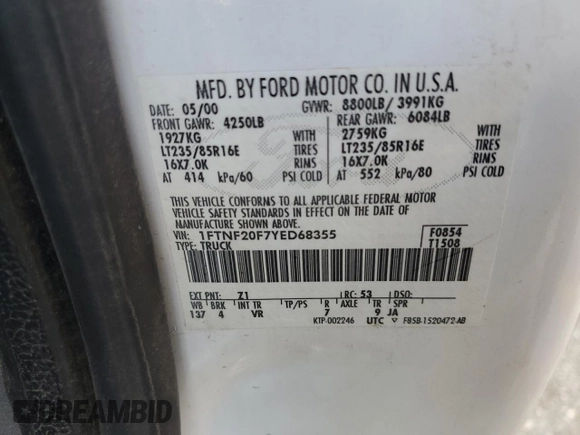 MFD. BY FORD MOTOR CO. IN U.S.A.
DATE: 05/00 GVWR: 8800LB/ 3991KG
FRONT GAWR: 4250LB REAR GAWR: 6084LB
1927KG WITH 2759KG WITH
LT235/85R16E TIRES LT235/85R16E TIRES
16X7.0K RIMS 16X7.0K RIMS
AT 414 kPa/60 PSI COLD AT 552 kPa/80 PSI COLD
THIS VEHICLE CONFORMS TO ALL APPLICABLE FEDERAL MOTOR
VEHICLE SAFETY STANDARDS IN EFFECT ON THE DATE OF
MANUFACTURE SHOWN ABOVE.
VIN: 1FTNF20F7YED68355 F0854
TYPE: TRUCK T1508
EXT PNT: Z1 RC: 53 DSO:
WB BRK INT TR TP/PS R AXLE TR SPR
137 4 VR 7 9 JA
KTP-002246 UTC F85B-1520472-AB
DREAMBID